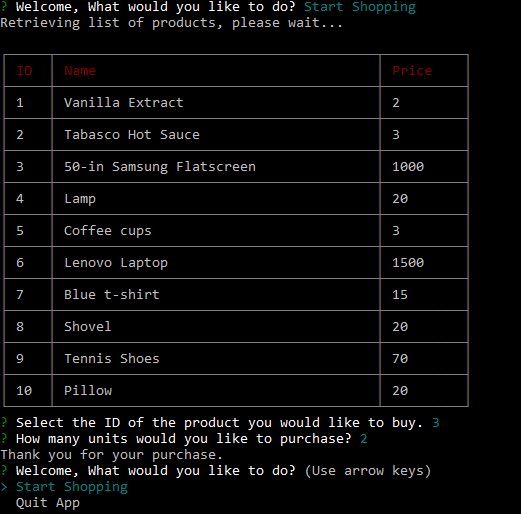 ? Welcome, What would you like to do? Start Shopping
Retrieving list of products, please wait...
ID Name Price
1 Vanilla Extract 2
2 Tabasco Hot Sauce 3
3 50-in Samsung Flatscreen 1000
4 Lamp 20
5 Coffee cups 3
6 Lenovo Laptop 1500
7 Blue t-shirt 15
8 Shovel 20
9 Tennis Shoes 70
10 Pillow 20
? Select the ID of the product you would like to buy. 3
? How many units would you like to purchase? 2
Thank you for your purchase.
? Welcome, What would you like to do? (Use arrow keys)
> Start Shopping
Quit App